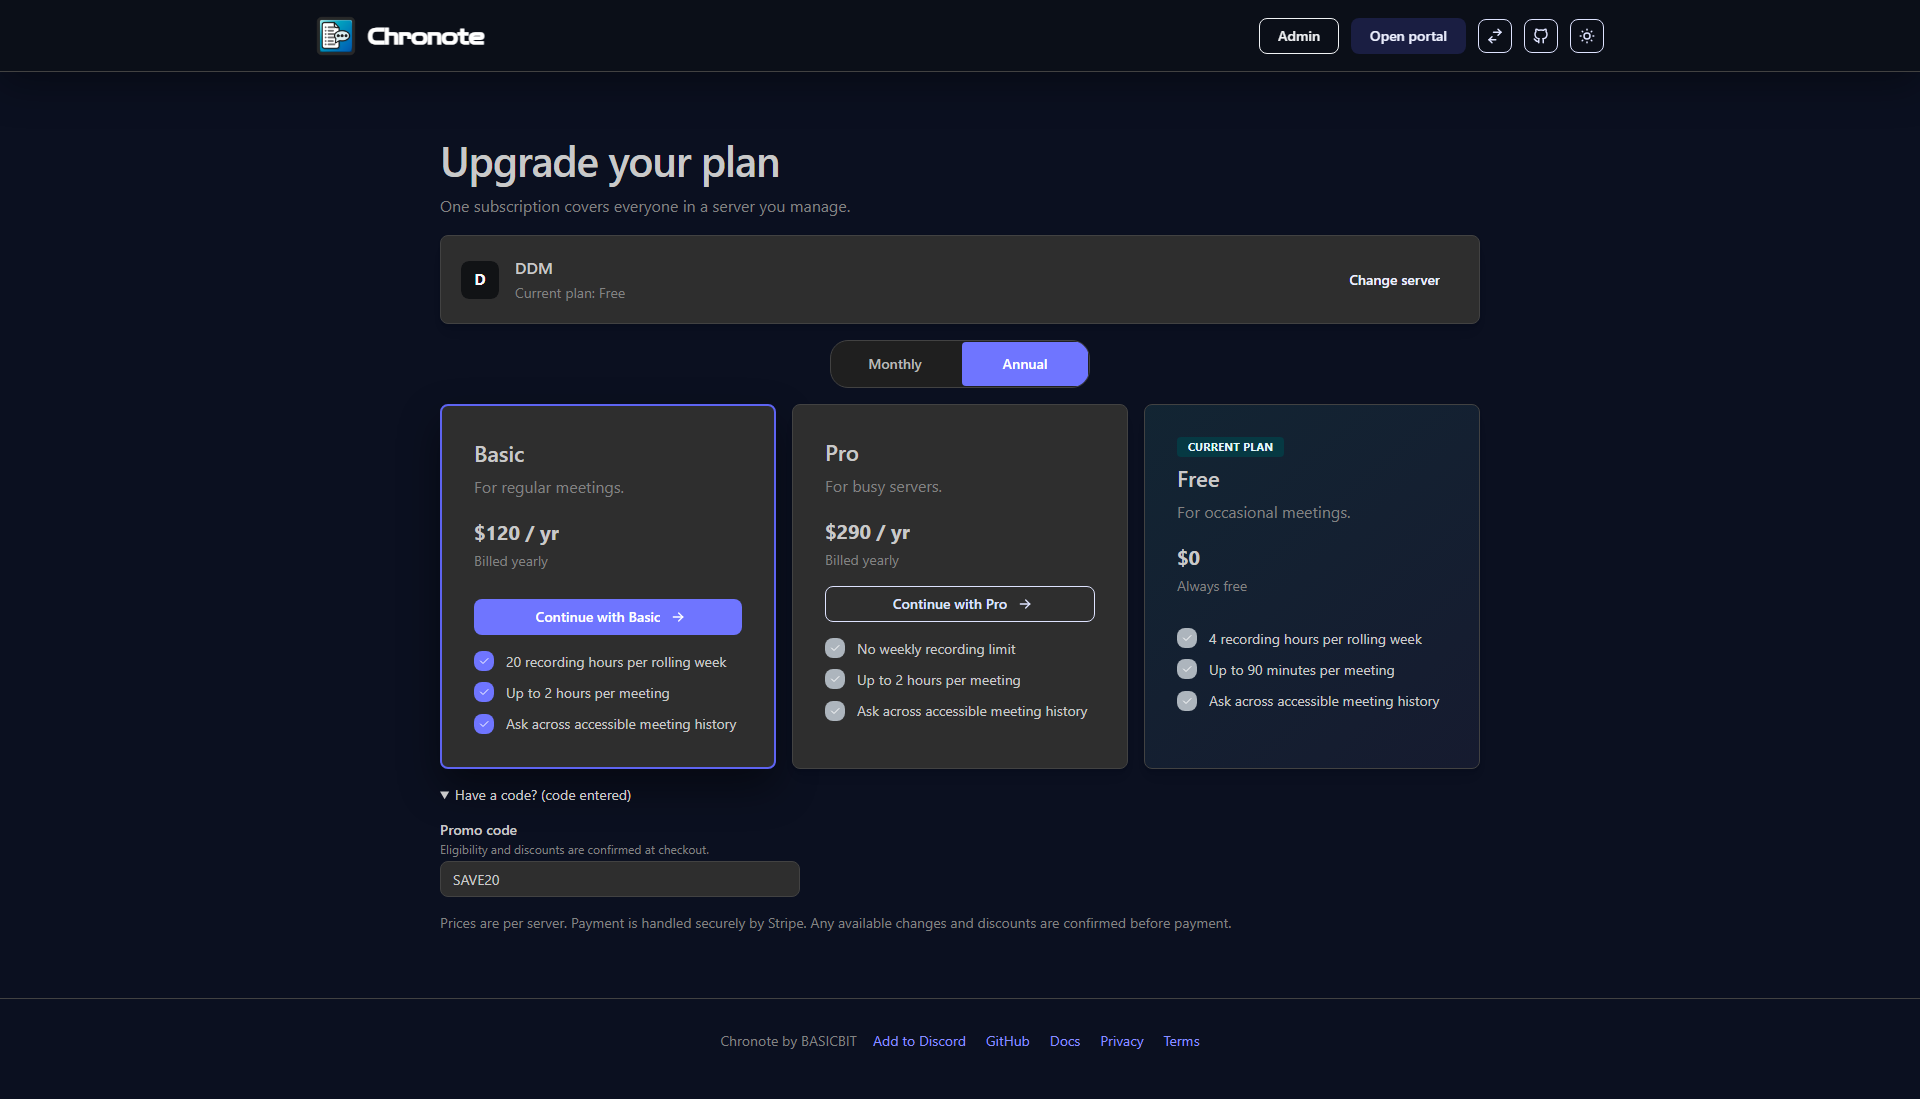 Chronote
Admin
Open portal
Upgrade your plan
One subscription covers everyone in a server you manage.
D
DDM
Current plan: Free
Change server
Monthly
Annual
Basic
For regular meetings.
$120 / yr
Billed yearly
Continue with Basic →
20 recording hours per rolling week
Up to 2 hours per meeting
Ask across accessible meeting history
Pro
For busy servers.
$290 / yr
Billed yearly
Continue with Pro →
No weekly recording limit
Up to 2 hours per meeting
Ask across accessible meeting history
CURRENT PLAN
Free
For occasional meetings.
$0
Always free
4 recording hours per rolling week
Up to 90 minutes per meeting
Ask across accessible meeting history
▼ Have a code? (code entered)
Promo code
Eligibility and discounts are confirmed at checkout.
SAVE20
Prices are per server. Payment is handled securely by Stripe. Any available changes and discounts are confirmed before payment.
Chronote by BASICBIT Add to Discord GitHub Docs Privacy Terms